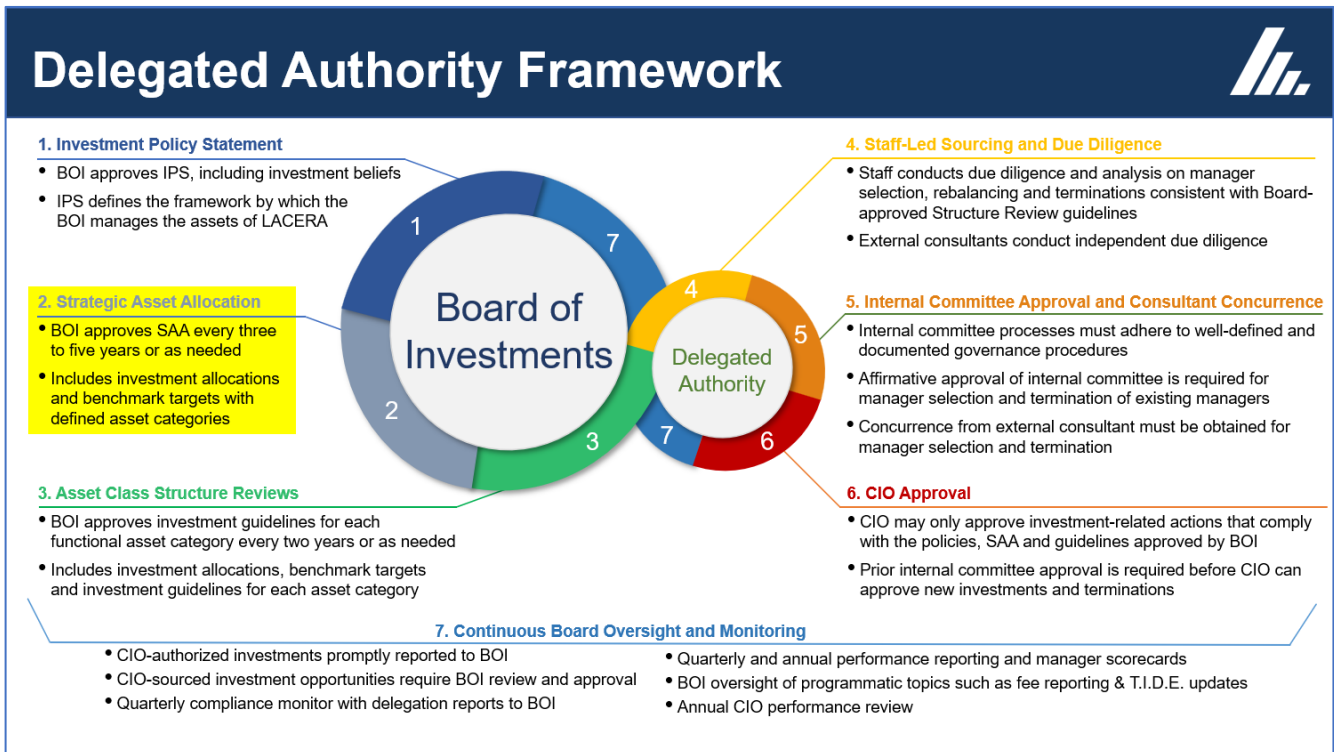 Delegated Authority Framework
1. Investment Policy Statement
• BOI approves IPS, including investment beliefs
• IPS defines the framework by which the
BOI manages the assets of LACERA
2. Strategic Asset Allocation
• BOI approves SAA every three
to five years or as needed
• Includes investment allocations
and benchmark targets with
defined asset categories
3. Asset Class Structure Reviews
• BOI approves investment guidelines for each
functional asset category every two years or as needed
• Includes investment allocations, benchmark targets
and investment guidelines for each asset category
1
7
2
3
Board of
Investments
4
5
6
7
Delegated
Authority
4. Staff-Led Sourcing and Due Diligence
• Staff conducts due diligence and analysis on manager
selection, rebalancing and terminations consistent with Board-
approved Structure Review guidelines
• External consultants conduct independent due diligence
5. Internal Committee Approval and Consultant Concurrence
• Internal committee processes must adhere to well-defined and
documented governance procedures
• Affirmative approval of internal committee is required for
manager selection and termination of existing managers
• Concurrence from external consultant must be obtained for
manager selection and termination
6. CIO Approval
• CIO may only approve investment-related actions that comply
with the policies, SAA and guidelines approved by BOI
• Prior internal committee approval is required before CIO can
approve new investments and terminations
7. Continuous Board Oversight and Monitoring
• CIO-authorized investments promptly reported to BOI
• CIO-sourced investment opportunities require BOI review and approval
• Quarterly compliance monitor with delegation reports to BOI
• Quarterly and annual performance reporting and manager scorecards
• BOI oversight of programmatic topics such as fee reporting & T.I.D.E. updates
• Annual CIO performance review